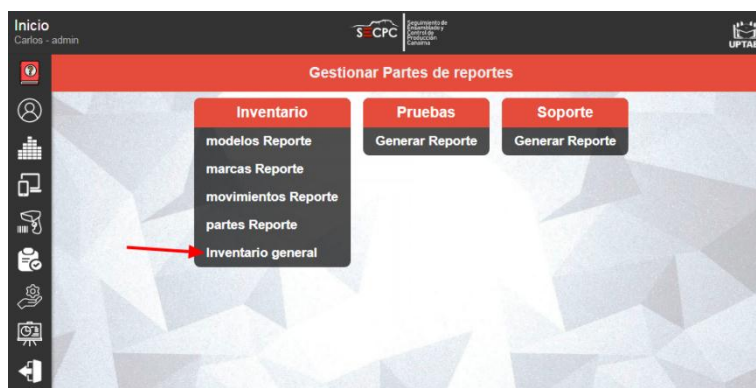 Inicio
Carlos - admin
SECPC
Seguimiento de
Ensamblado y
Control de
Producción
Canaima
UPTAE
Gestionar Partes de reportes
Inventario
Pruebas
Soporte
modelos Reporte
Generar Reporte
Generar Reporte
marcas Reporte
movimientos Reporte
partes Reporte
Inventario general